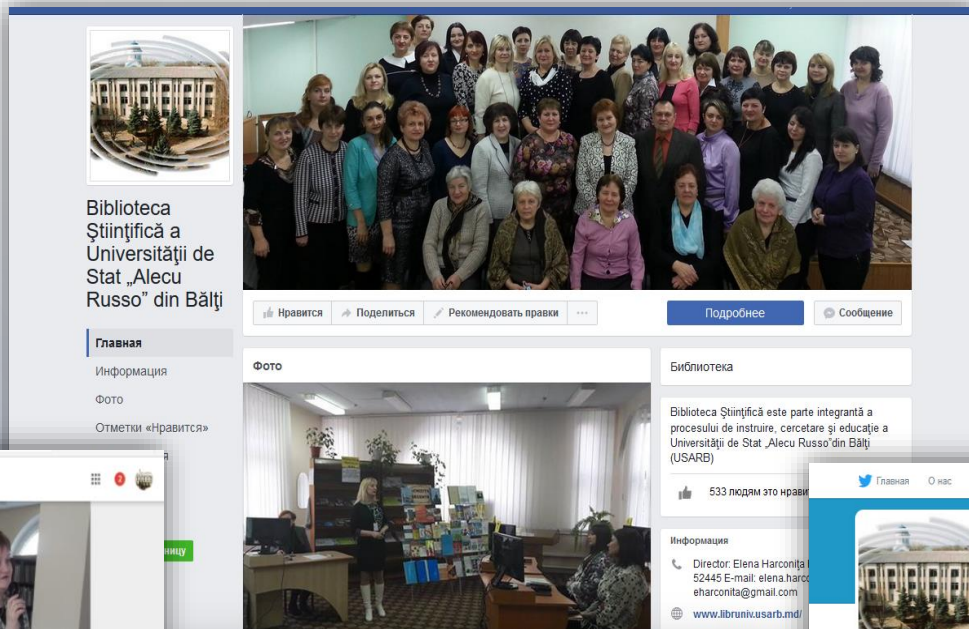 Biblioteca
Ştiinţifică a
Universităţii de
Stat „Alecu
Russo” din Bălţi
Главная
Информация
Фото
Отметки «Нравится»
Нравится
Поделиться
Рекомендовать правки
Подробнее
Сообщение
Фото
Библиотека
Biblioteca Ştiinţifică este parte integrantă a
procesului de instruire, cercetare şi educaţie a
Universităţii de Stat „Alecu Russo”din Bălţi
(USARB)
533 людям это
Информация
Director: Elena Harconiţa
52445 E-mail:
eharconita@gmail.com
www.libruniv.usarb.md/
2
Главная
О нас